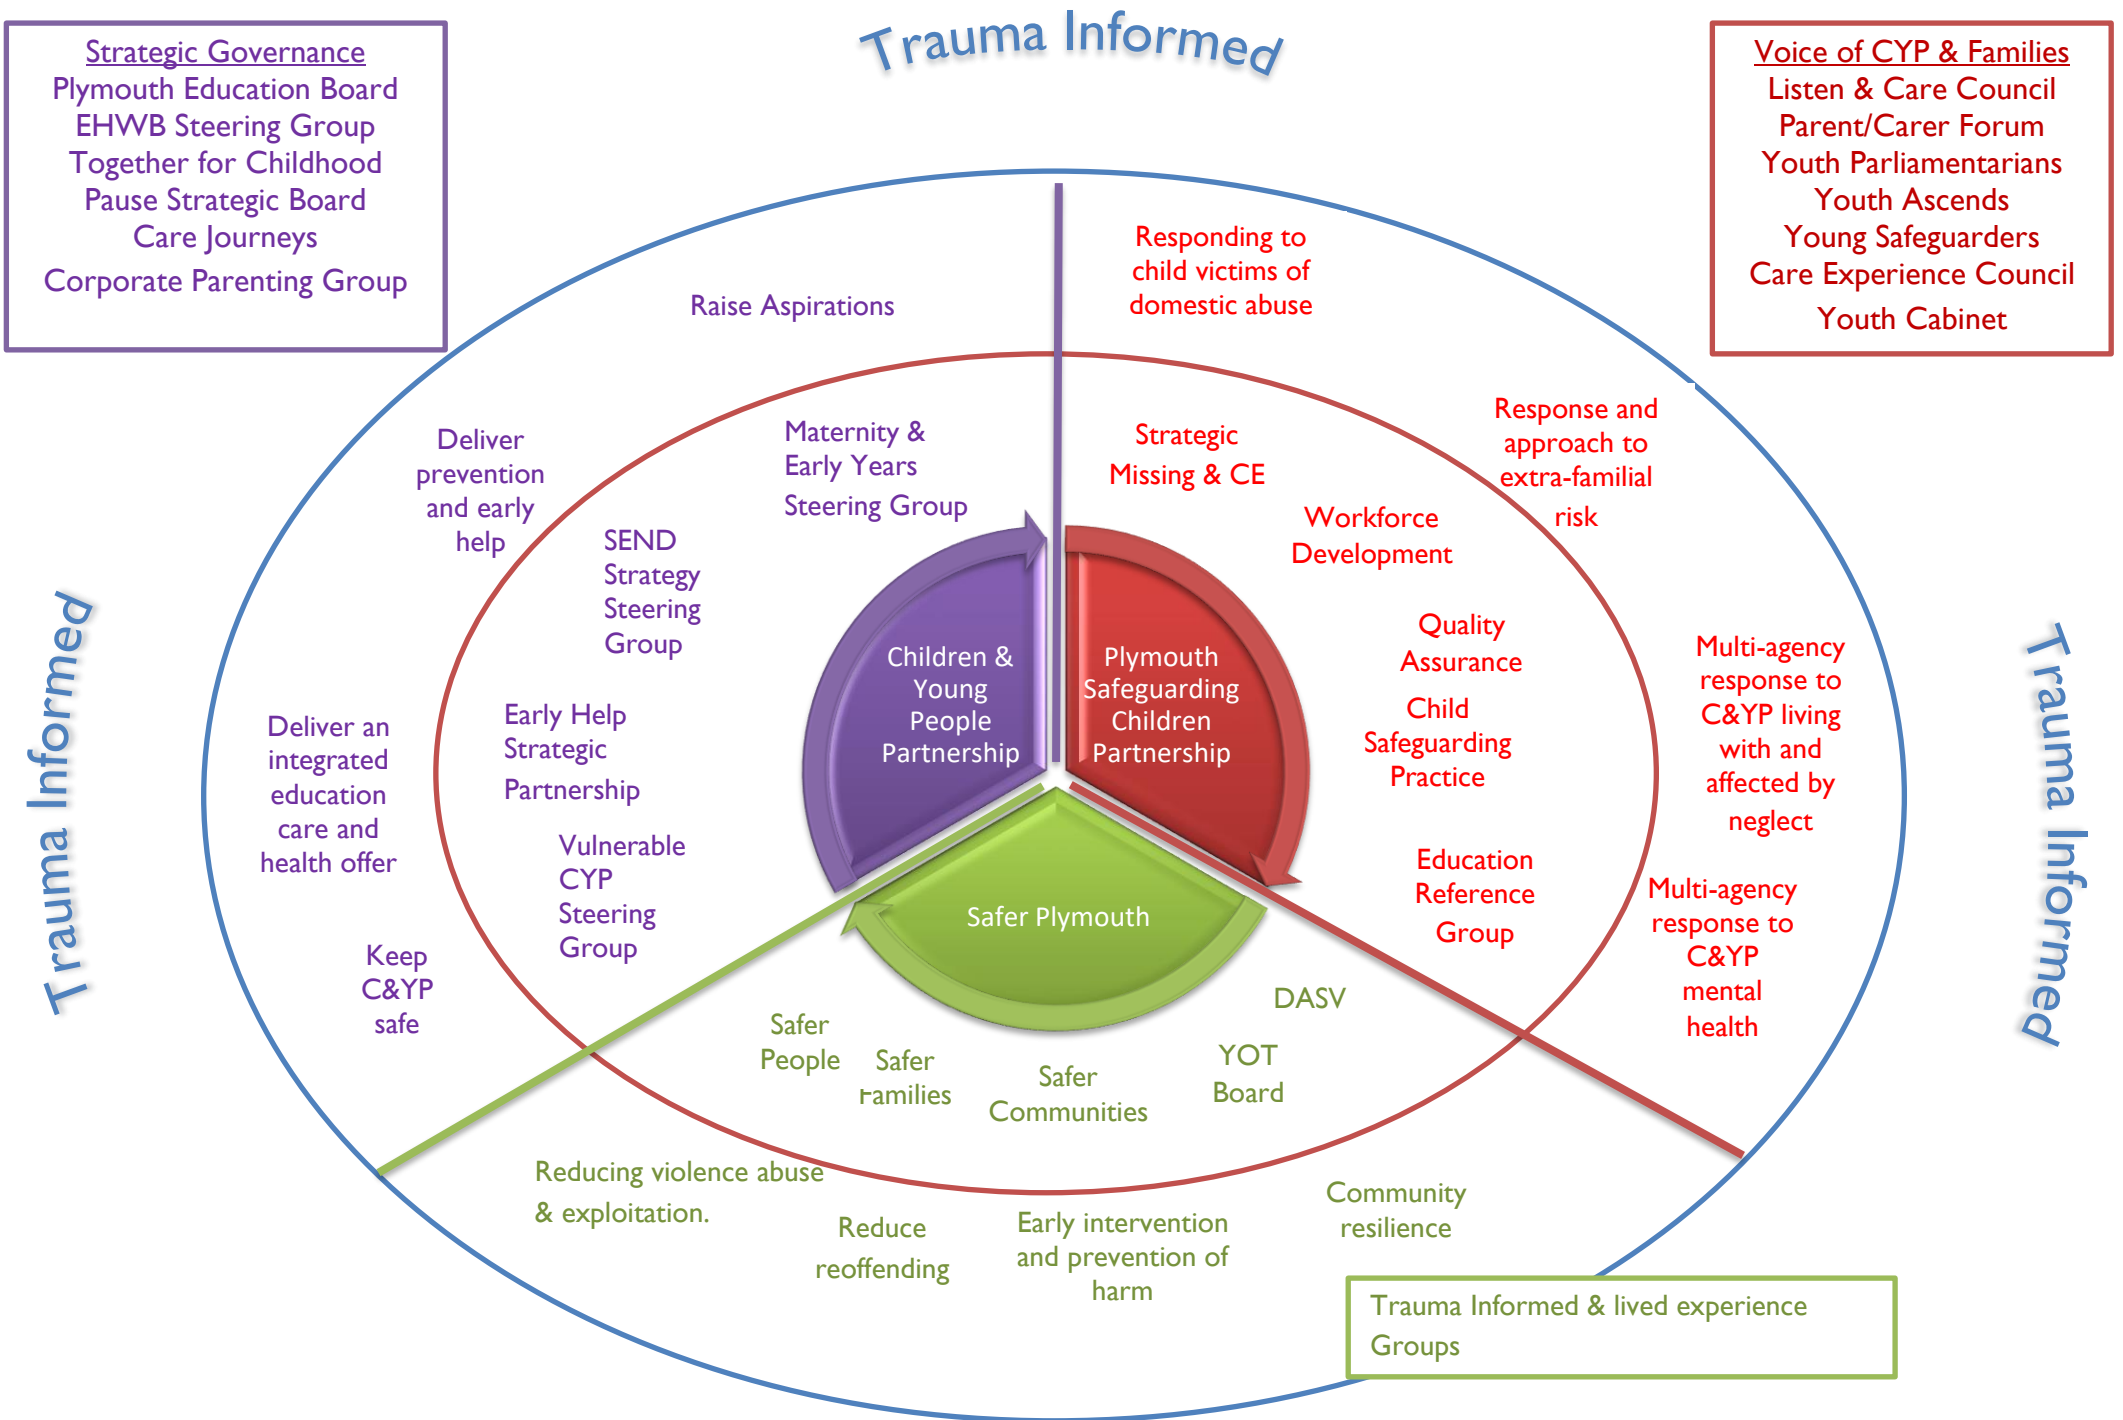 Trauma Informed
Strategic Governance
Plymouth Education Board
EHWB Steering Group
Together for Childhood
Pause Strategic Board
Care Journeys
Corporate Parenting Group
Voice of CYP & Families
Listen & Care Council
Parent/Carer Forum
Youth Parliamentarians
Youth Ascends
Young Safeguarders
Care Experience Council
Youth Cabinet
Raise Aspirations
Deliver
prevention
and early
help
Deliver an
integrated
education
care and
health offer
Keep
C&YP
safe
Maternity &
Early Years
Steering Group
SEND
Strategy
Steering
Group
Early Help
Strategic
Partnership
Vulnerable
CYP
Steering
Group
Children &
Young
People
Partnership
Plymouth
Safeguarding
Children
Partnership
Safer Plymouth
Responding to
child victims of
domestic abuse
Response and
approach to
extra-familial
risk
Multi-agency
response to
C&YP living
with and
affected by
neglect
Multi-agency
response to
C&YP
mental
health
Strategic
Missing & CE
Workforce
Development
Quality
Assurance
Child
Safeguarding
Practice
Education
Reference
Group
Safer
People
Safer
Families
Safer
Communities
YOT
Board
DASV
Reducing violence abuse
& exploitation.
Reduce
reoffending
Early intervention
and prevention of
harm
Community
resilience
Trauma Informed & lived experience
Groups
Trauma Informed
Trauma Informed